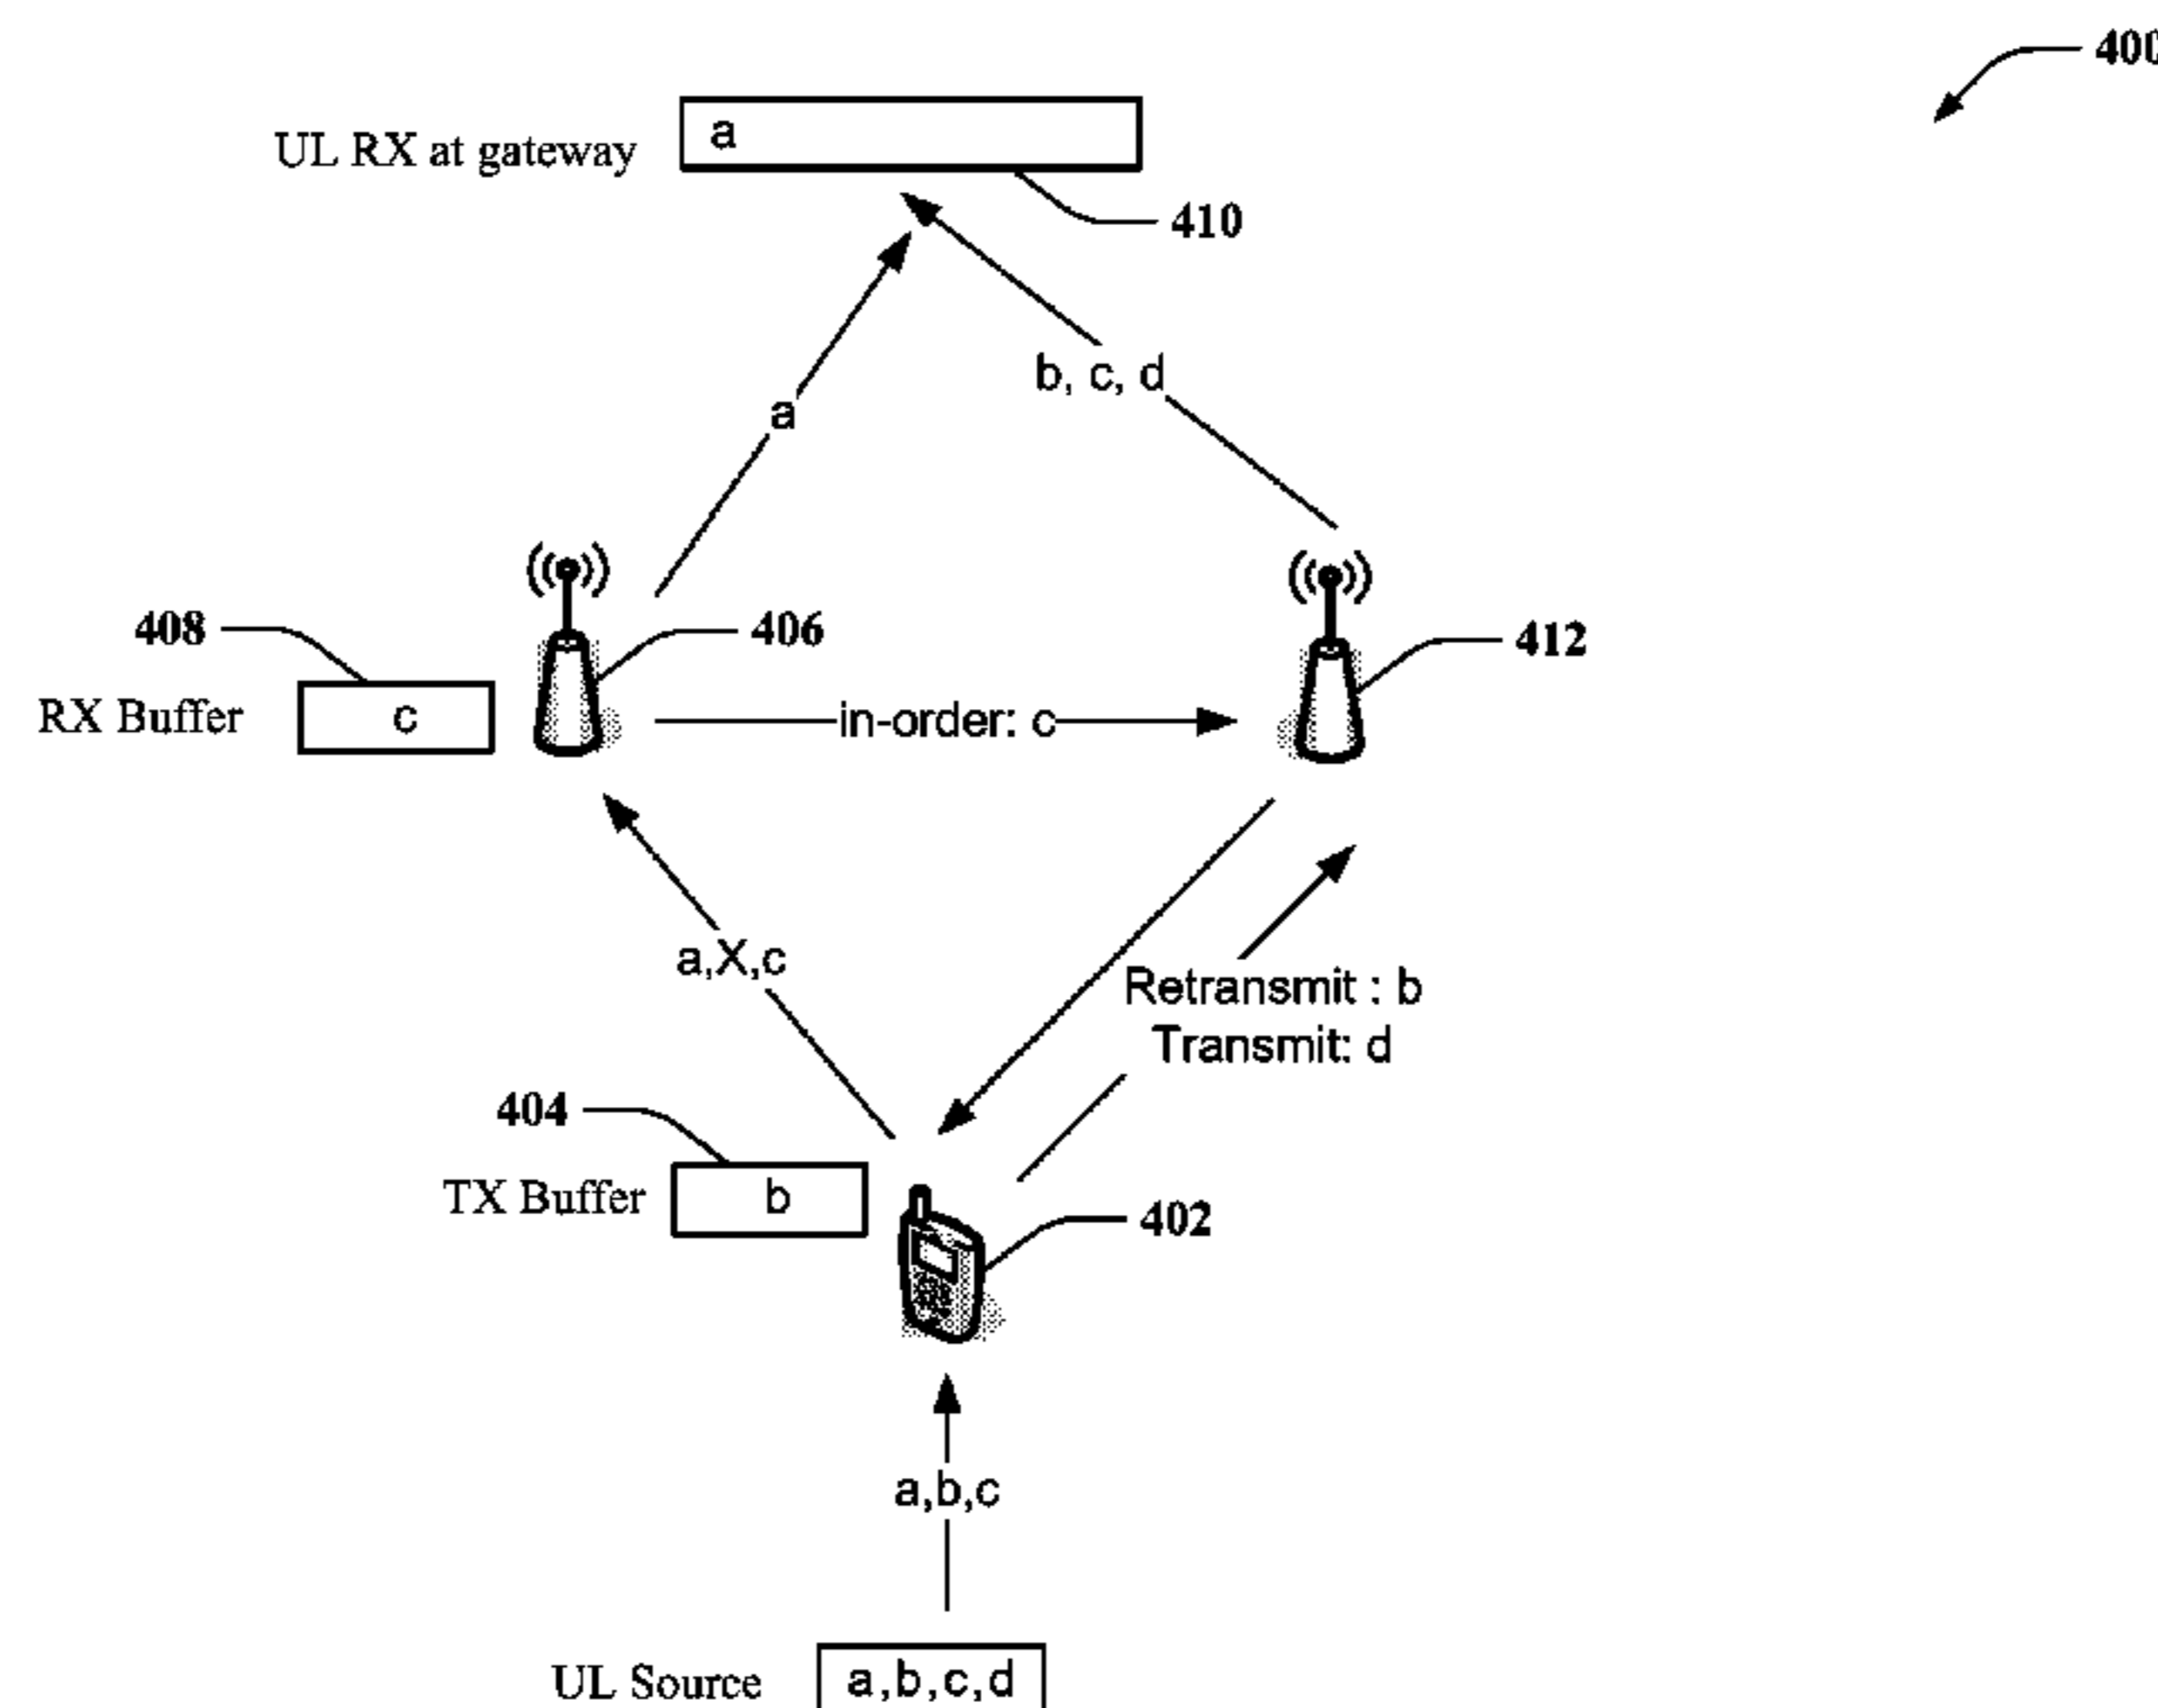 400
a
UL RX at gateway
410
b, c, d
a
408
406
412
RX Buffer
c
in-order: c
a,X,c
Retransmit : b
Transmit: d
404
TX Buffer
b
402
a,b,c
UL Source
a,b,c,d